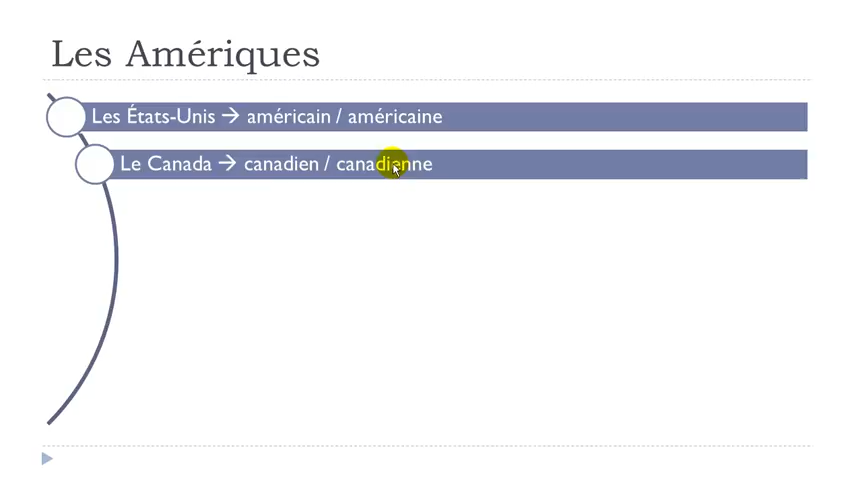 Les Amériques
Les États-Unis → américain / américaine
Le Canada → canadien / canadienne